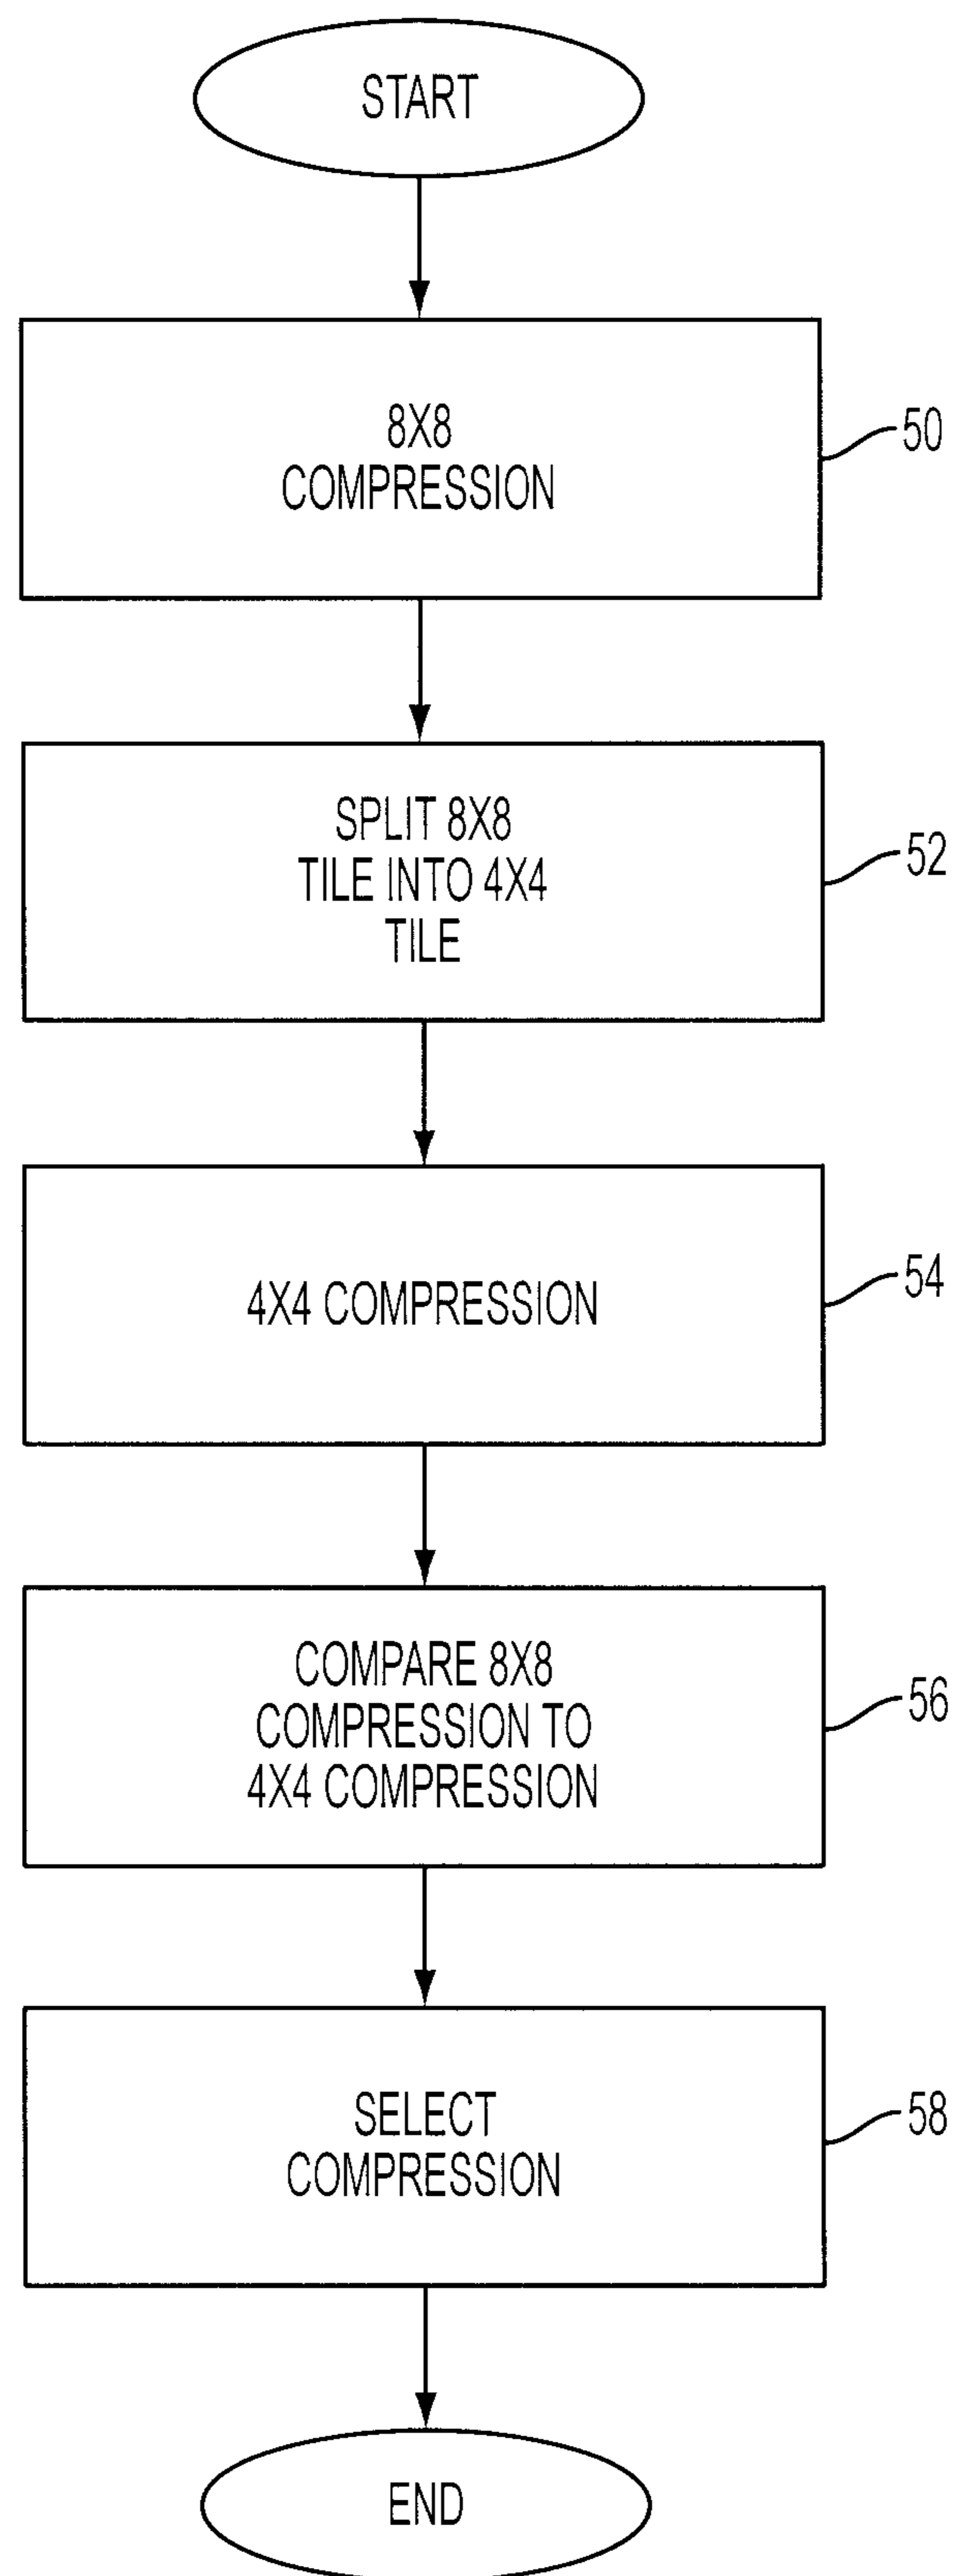 START
8X8
COMPRESSION
50
SPLIT 8X8
TILE INTO 4X4
TILE
52
4X4 COMPRESSION
54
COMPARE 8X8
COMPRESSION TO
4X4 COMPRESSION
56
SELECT
COMPRESSION
58
END